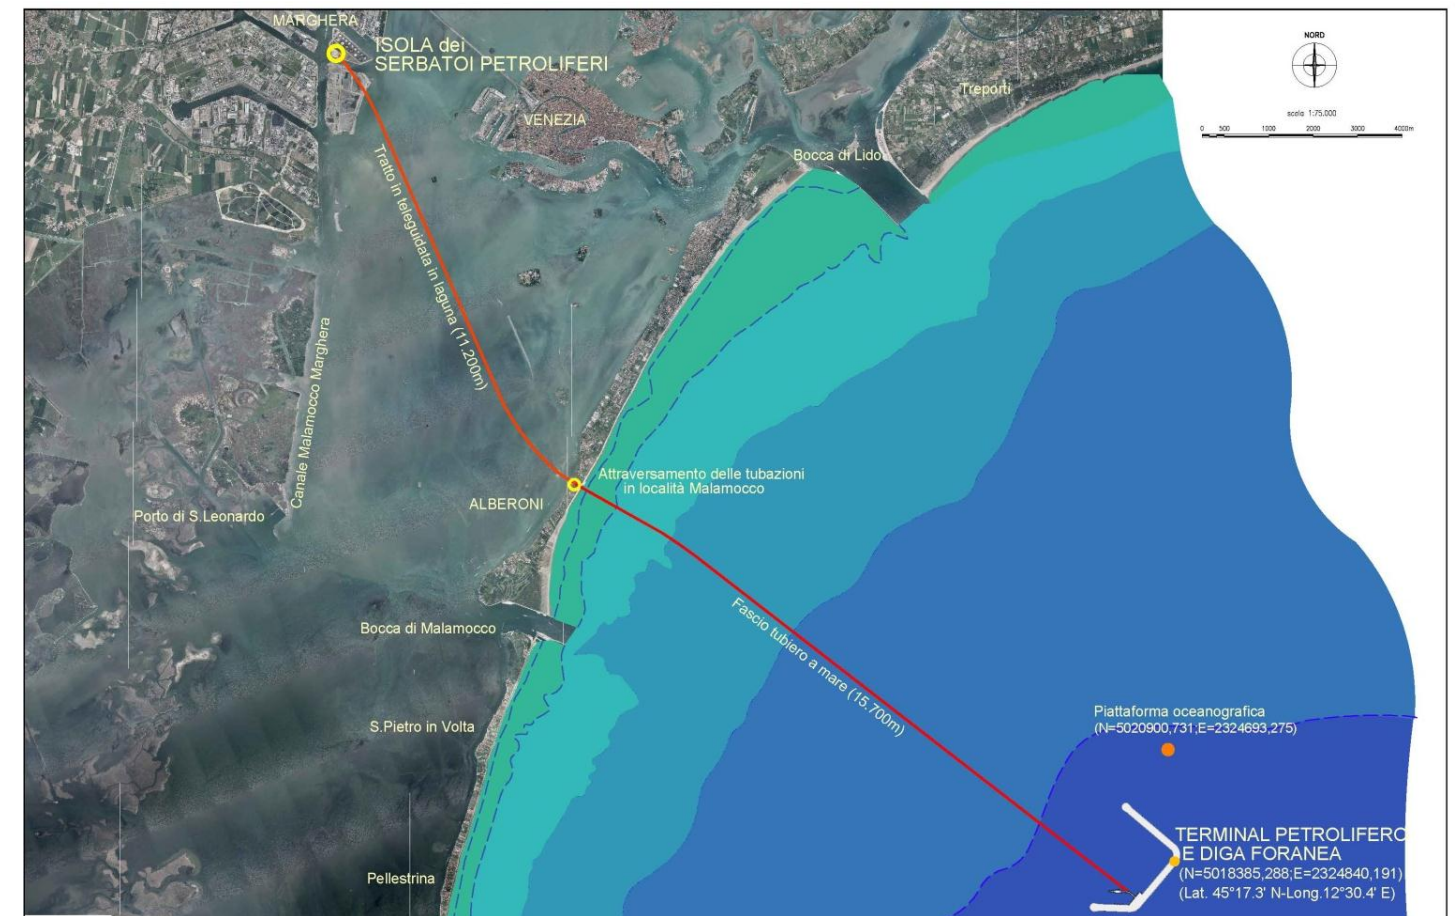 MARGHERA
ISOLA dei
SERBATOI PETROLIFERI
NORD
scala 1:75.000
0 500 1000 2000 3000 4000m
Treporti
VENEZIA
Bocca di Lido
Tratto in teleguidata in laguna (11.200m)
Canale Malamocco Marghera
Attraversamento delle tubazioni
in località Malamocco
ALBERONI
Porto di S.Leonardo
Bocca di Malamocco
Fascio tubiero a mare (15.700m)
S.Pietro in Volta
Piattaforma oceanografica
(N=5020900,731;E=2324693,275)
TERMINAL PETROLIFERO
E DIGA FORANEA
(N=5018385,288;E=2324840,191)
(Lat. 45°17.3' N-Long.12°30.4' E)
Pellestrina